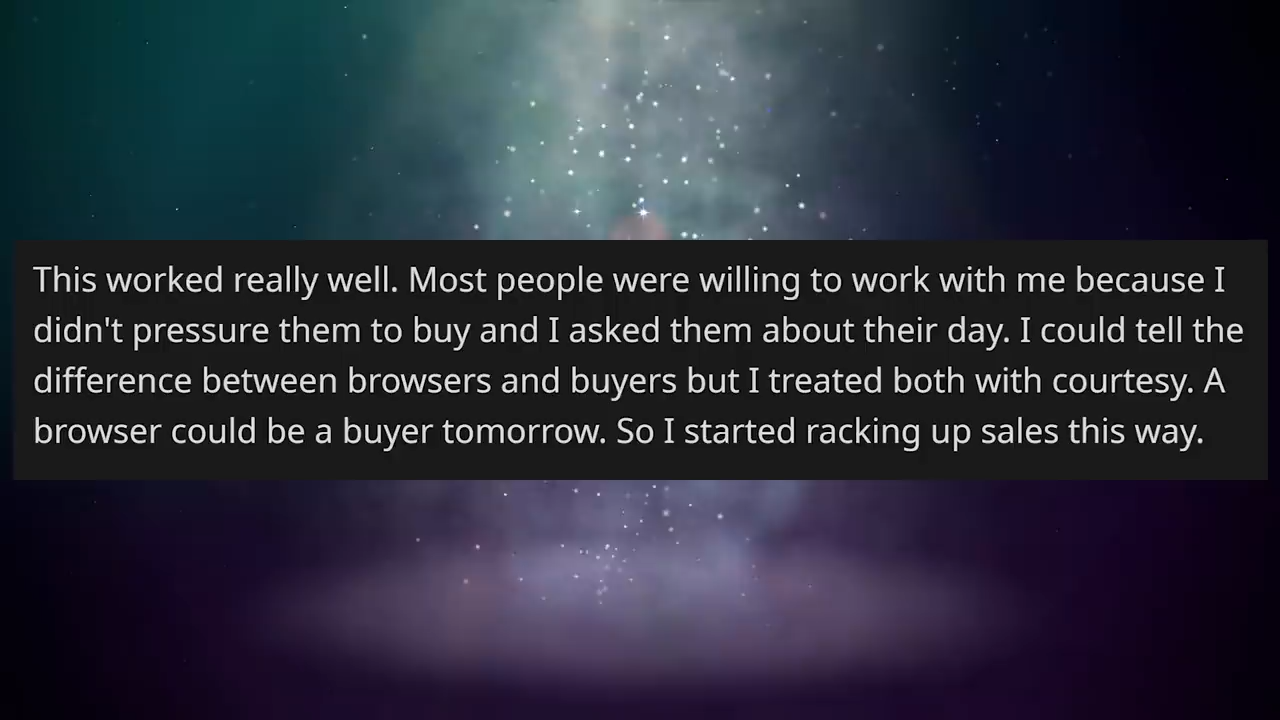 This worked really well. Most people were willing to work with me because I
didn't pressure them to buy and I asked them about their day. I could tell the
difference between browsers and buyers but I treated both with courtesy. A
browser could be a buyer tomorrow. So I started racking up sales this way.